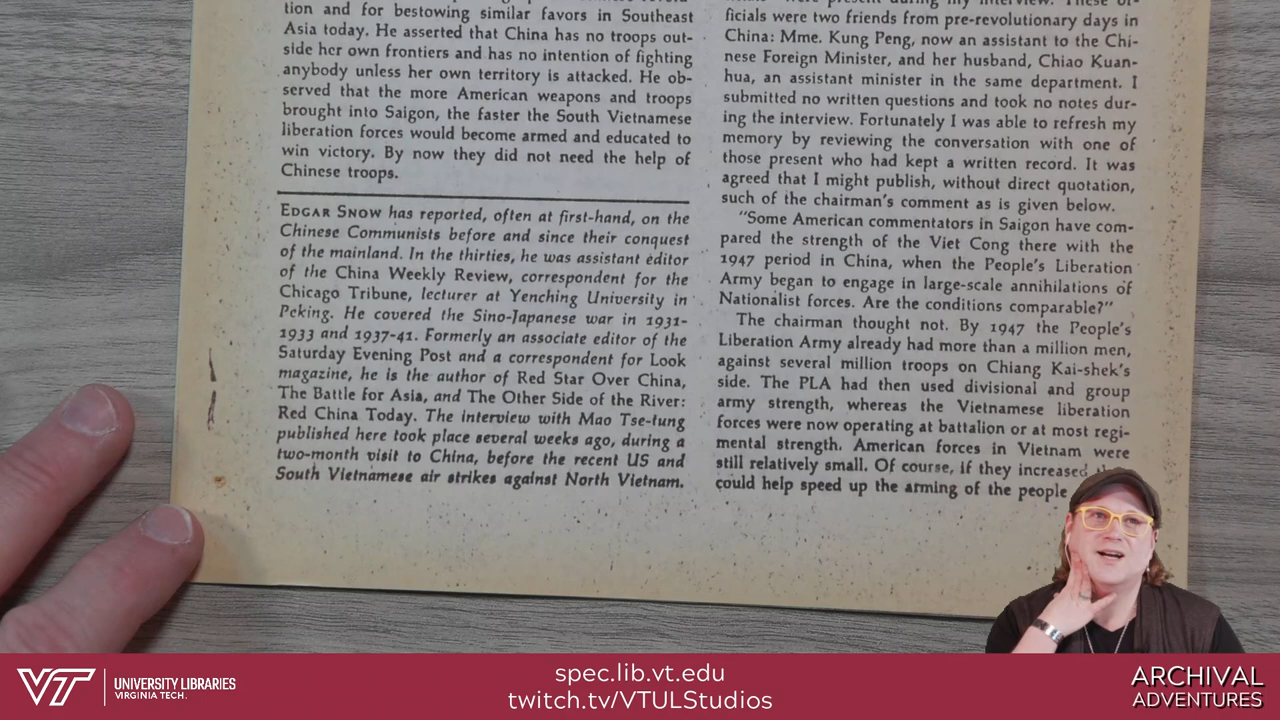 tion and for bestowing similar favors in Southeast
Asia today. He asserted that China has no troops out-
side her own frontiers and has no intention of fighting
anybody unless her own territory is attacked. He ob-
served that the more American weapons and troops
brought into Saigon, the faster the South Vietnamese
liberation forces would become armed and educated to
win victory. By now they did not need the help of
Chinese troops.
EDGAR SNOW has reported, often at first-hand, on the
Chinese Communists before and since their conquest
of the mainland. In the thirties, he was assistant editor
of the China Weekly Review, correspondent for the
Chicago Tribune, lecturer at Yenching University in
Peking. He covered the Sino-Japanese war in 1931-
1933 and 1937-41. Formerly an associate editor of the
Saturday Evening Post and a correspondent for Look
magazine, he is the author of Red Star Over China,
The Battle for Asia, and The Other Side of the River:
Red China Today. The interview with Mao Tse-tung
published here took place several weeks ago, during a
two-month visit to China, before the recent US and
South Vietnamese air strikes against North Vietnam.
ficials were two friends from pre-revolutionary days in
China: Mme. Kung Peng, now an assistant to the Chi-
nese Foreign Minister, and her husband, Chiao Kuan-
hua, an assistant minister in the same department. I
submitted no written questions and took no notes dur-
ing the interview. Fortunately I was able to refresh my
memory by reviewing the conversation with one of
those present who had kept a written record. It was
agreed that I might publish, without direct quotation,
such of the chairman's comment as is given below.
"Some American commentators in Saigon have com-
pared the strength of the Viet Cong there with the
1947 period in China, when the People's Liberation
Army began to engage in large-scale annihilations of
Nationalist forces. Are the conditions comparable?"
The chairman thought not. By 1947 the People's
Liberation Army already had more than a million men,
against several million troops on Chiang Kai-shek's
side. The PLA had then used divisional and group
army strength, whereas the Vietnamese liberation
forces were now operating at battalion or at most regi-
mental strength. American forces in Vietnam were
still relatively small. Of course, if they increased
could help speed up the arming of the people
VT
UNIVERSITY LIBRARIES
VIRGINIA TECH.
spec.lib.vt.edu
twitch.tv/VTULStudios
ARCHIVAL
ADVENTURES